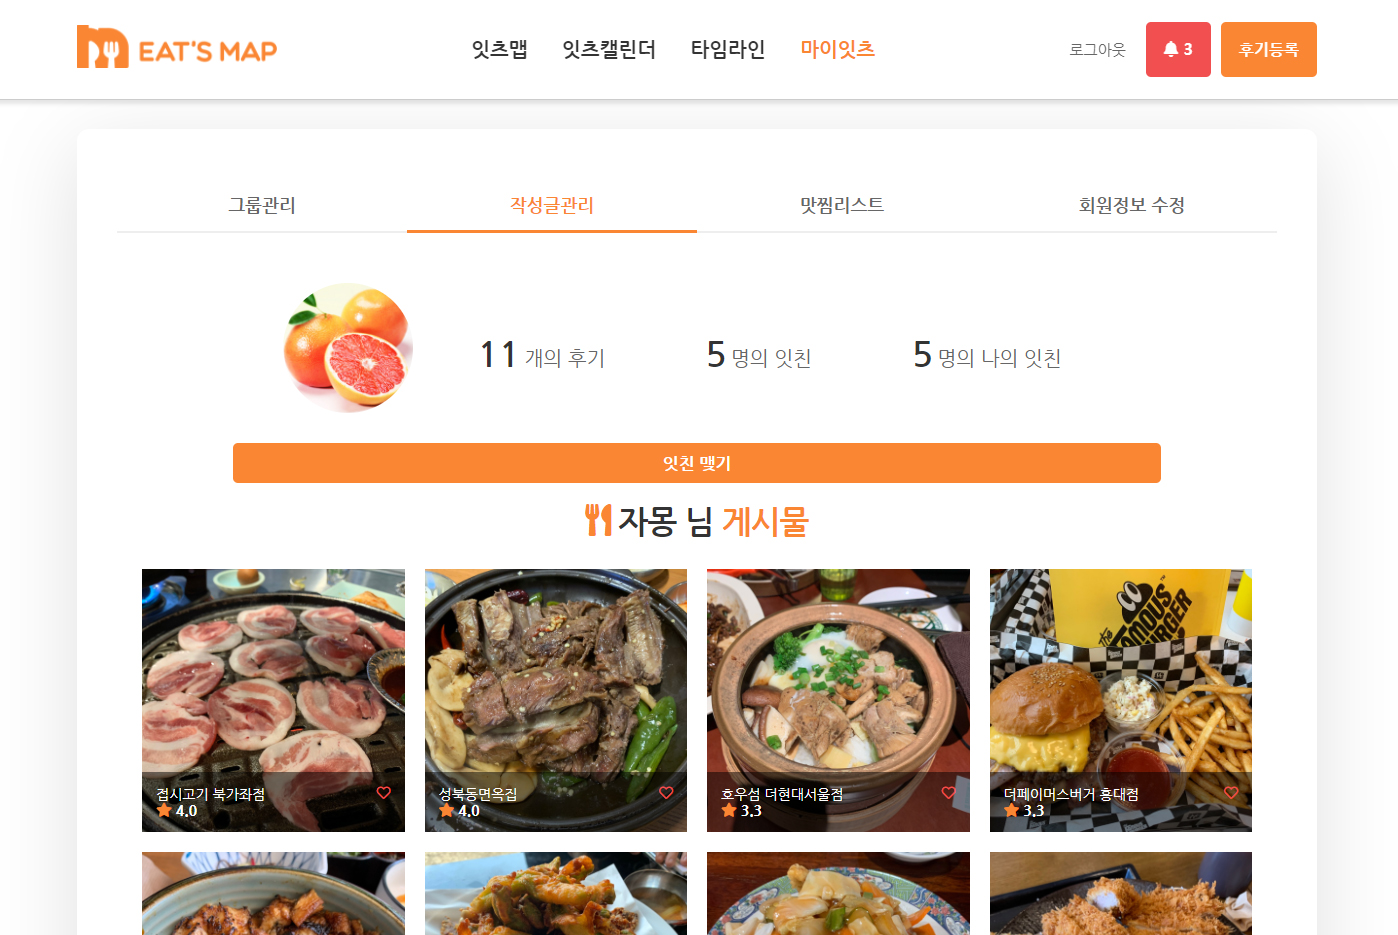 EAT'S MAP
잇츠맵 잇츠캘린더 타임라인 마이잇츠
로그아웃 3 후기등록
그룹관리 작성글관리 맛찜리스트 회원정보 수정
11 개의 후기 5 명의 잇친 5 명의 나의 잇친
잇친 맺기
자몽 님 게시물
The FAMOUS BURGER
접시고기 북가좌점
4.0
성북동면옥집
4.0
호우섬 더현대서울점
3.3
더페이머스버거 홍대점
3.3